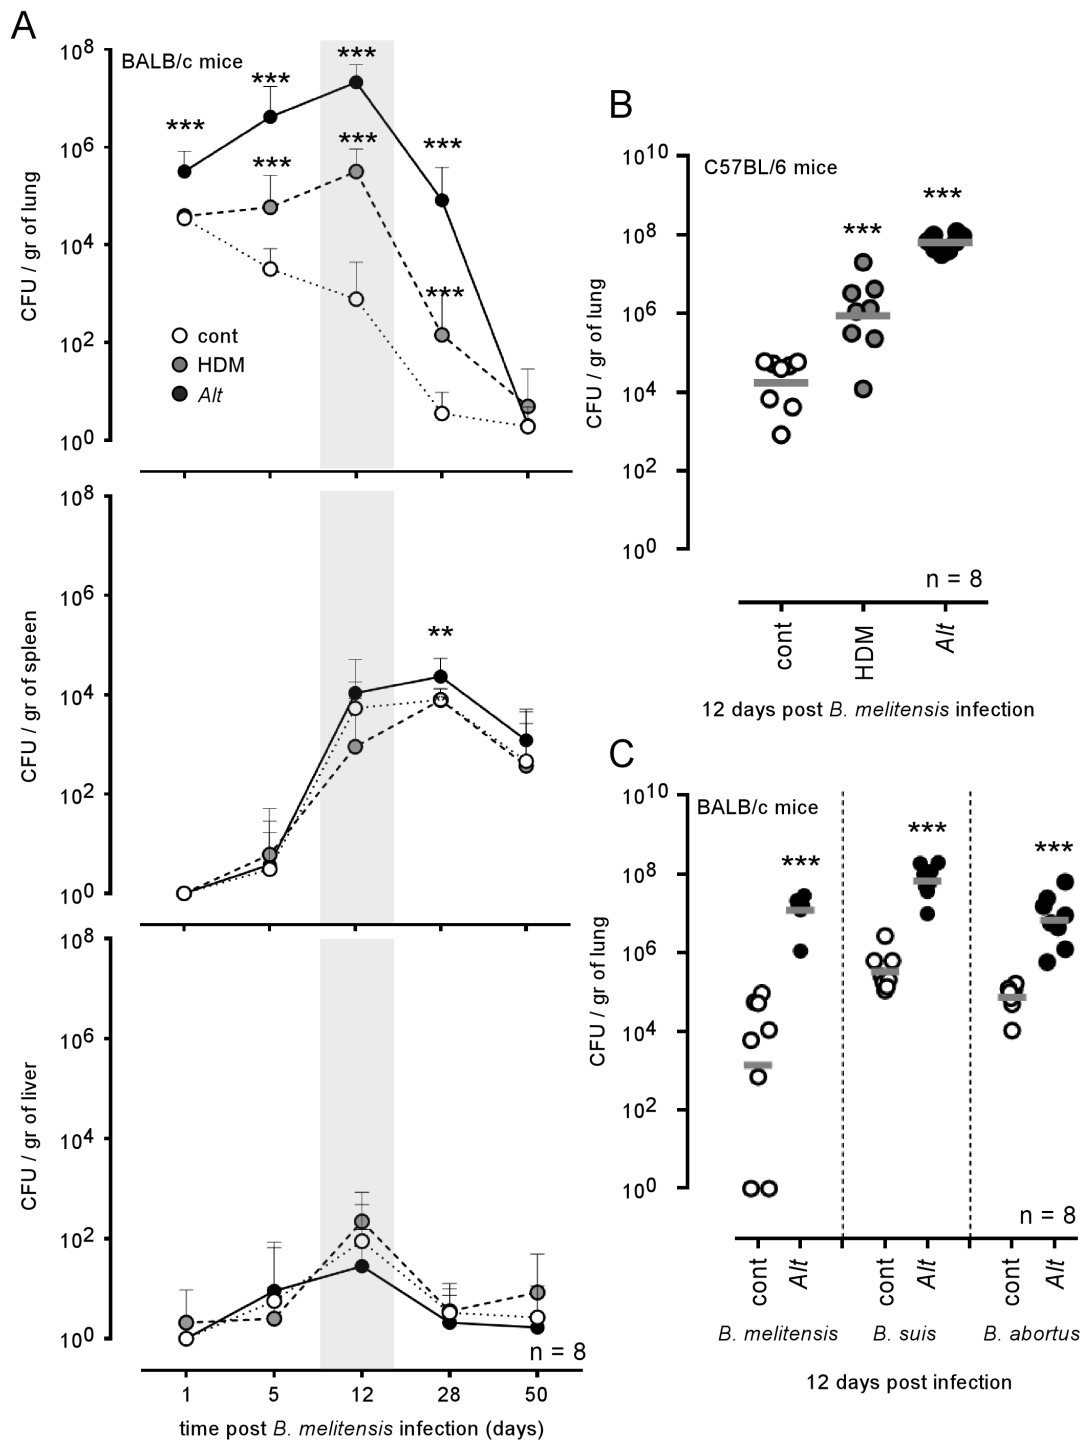 A
BALB/c mice
10^8
10^6
10^4
10^2
10^0
CFU / gr of lung
***
***
***
***
***
***
***
cont
HDM
Alt
10^8
10^6
10^4
10^2
10^0
CFU / gr of spleen
**
10^8
10^6
10^4
10^2
10^0
CFU / gr of liver
n = 8
1 5 12 28 50
time post B. melitensis infection (days)
B
C57BL/6 mice
10^10
10^8
10^6
10^4
10^2
10^0
CFU / gr of lung
***
***
n = 8
cont HDM Alt
12 days post B. melitensis infection
C
BALB/c mice
10^10
10^8
10^6
10^4
10^2
10^0
CFU / gr of lung
***
***
***
n = 8
cont Alt cont Alt cont Alt
B. melitensis B. suis B. abortus
12 days post infection